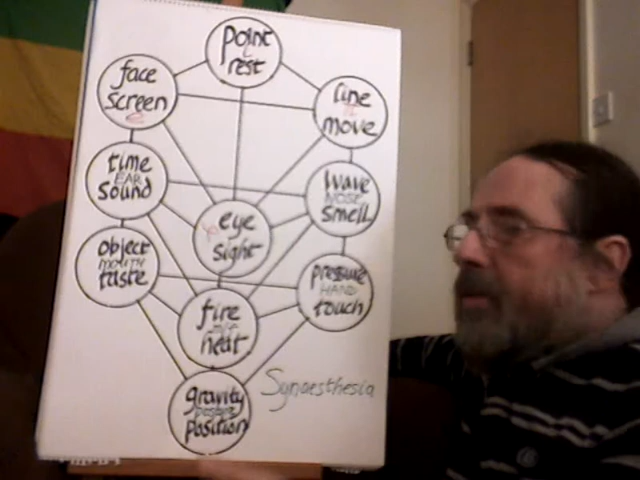 point
i
rest
face
screen
e
line
π
move
time
EAR
sound
wave
NOSE
smell
φ
eye
sight
object
MOUTH
taste
pressure
HAND
touch
fire
heat
gravity
position
Synaesthesia